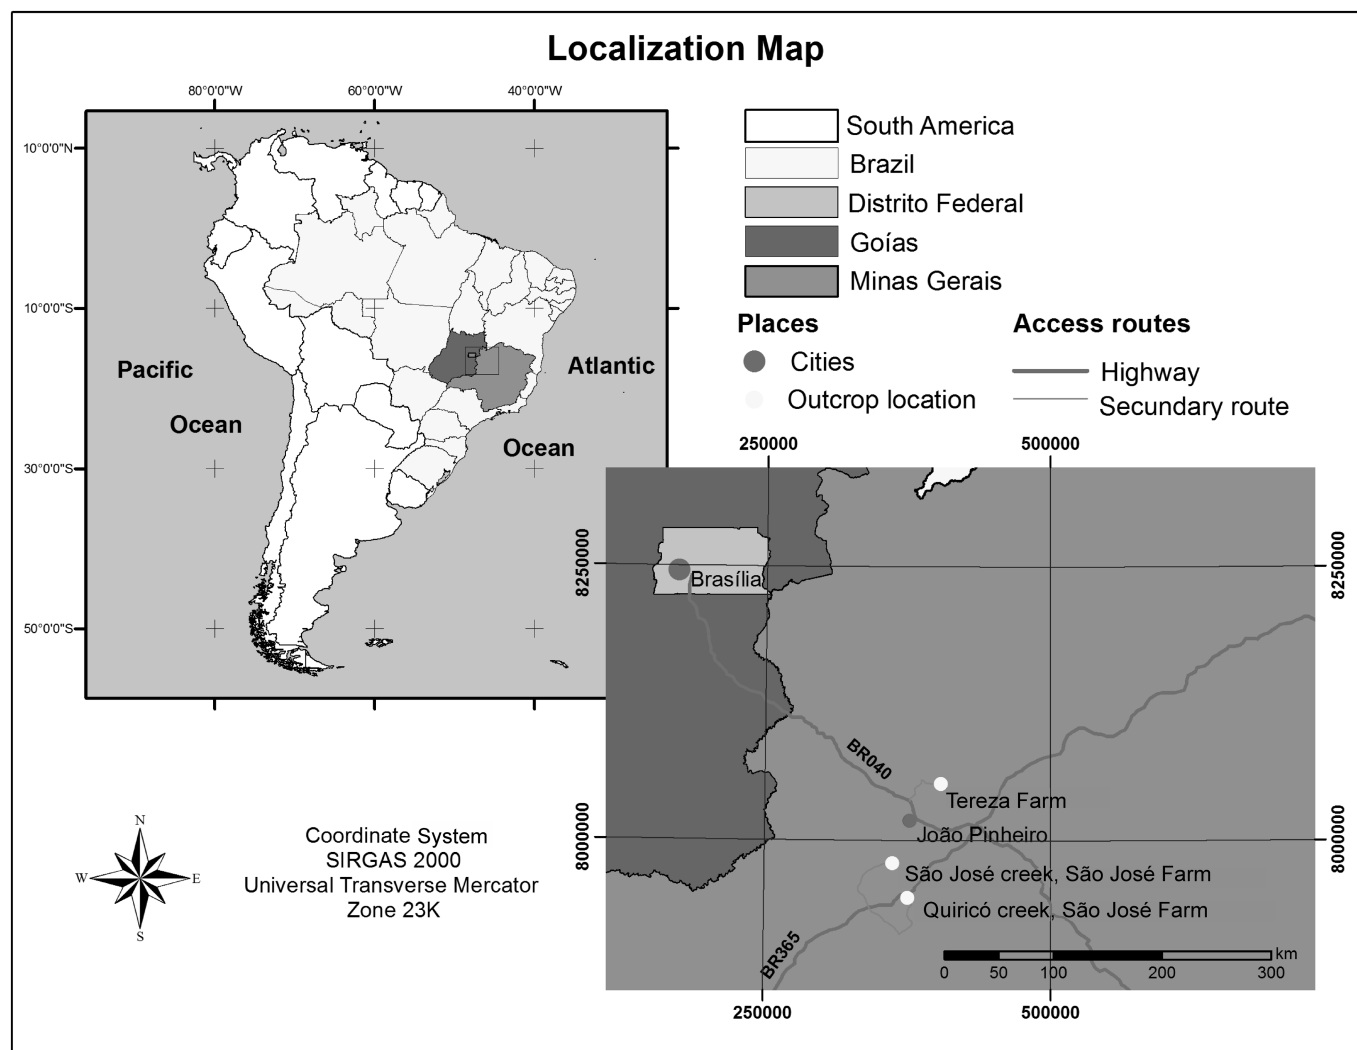 Localization Map
80°0'0"W 60°0'0"W 40°0'0"W
10°0'0"N
10°0'0"S
30°0'0"S
50°0'0"S
Pacific
Ocean
Atlantic
Ocean
South America
Brazil
Distrito Federal
Goías
Minas Gerais
Places
Cities
Outcrop location
Access routes
Highway
Secundary route
250000 500000
8250000 8250000
Brasília
BR040
Tereza Farm
João Pinheiro
8000000 8000000
São José creek, São José Farm
Quiricó creek, São José Farm
BR365
km
0 50 100 200 300
250000 500000
N
W E
S
Coordinate System
SIRGAS 2000
Universal Transverse Mercator
Zone 23K